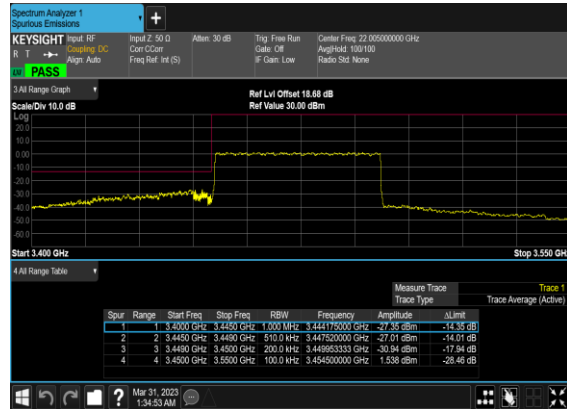 Spectrum Analyzer 1
Spurious Emissions
+
KEYSIGHT Input: RF Input Z: 50 Ω Atten: 30 dB Trig: Free Run Center Freq: 22.005000000 GHz
R T Coupling: DC Corr CCorr Gate: Off Avg|Hold: 100/100
Align: Auto Freq Ref: Int (S) IF Gain: Low Radio Std: None
PASS
3 All Range Graph Ref Lvl Offset 18.68 dB
Scale/Div 10.0 dB Ref Value 30.00 dBm
Log
20.0
10.0
0.00
-10.0
-20.0
-30.0
-40.0
-50.0
-60.0
Start 3.400 GHz Stop 3.550 GH
4 All Range Table
Measure Trace Trace 1
Trace Type Trace Average (Active)
Spur Range Start Freq Stop Freq RBW Frequency Amplitude ΔLimit
1 1 3.4000 GHz 3.4450 GHz 1.000 MHz 3.444175000 GHz -27.35 dBm -14.35 dB
2 2 3.4450 GHz 3.4490 GHz 510.0 kHz 3.447520000 GHz -27.01 dBm -14.01 dB
3 3 3.4490 GHz 3.4500 GHz 200.0 kHz 3.449953333 GHz -30.94 dBm -17.94 dB
4 4 3.4500 GHz 3.5500 GHz 100.0 kHz 3.454500000 GHz 1.538 dBm -28.46 dB
? Mar 31, 2023
1:34:53 AM